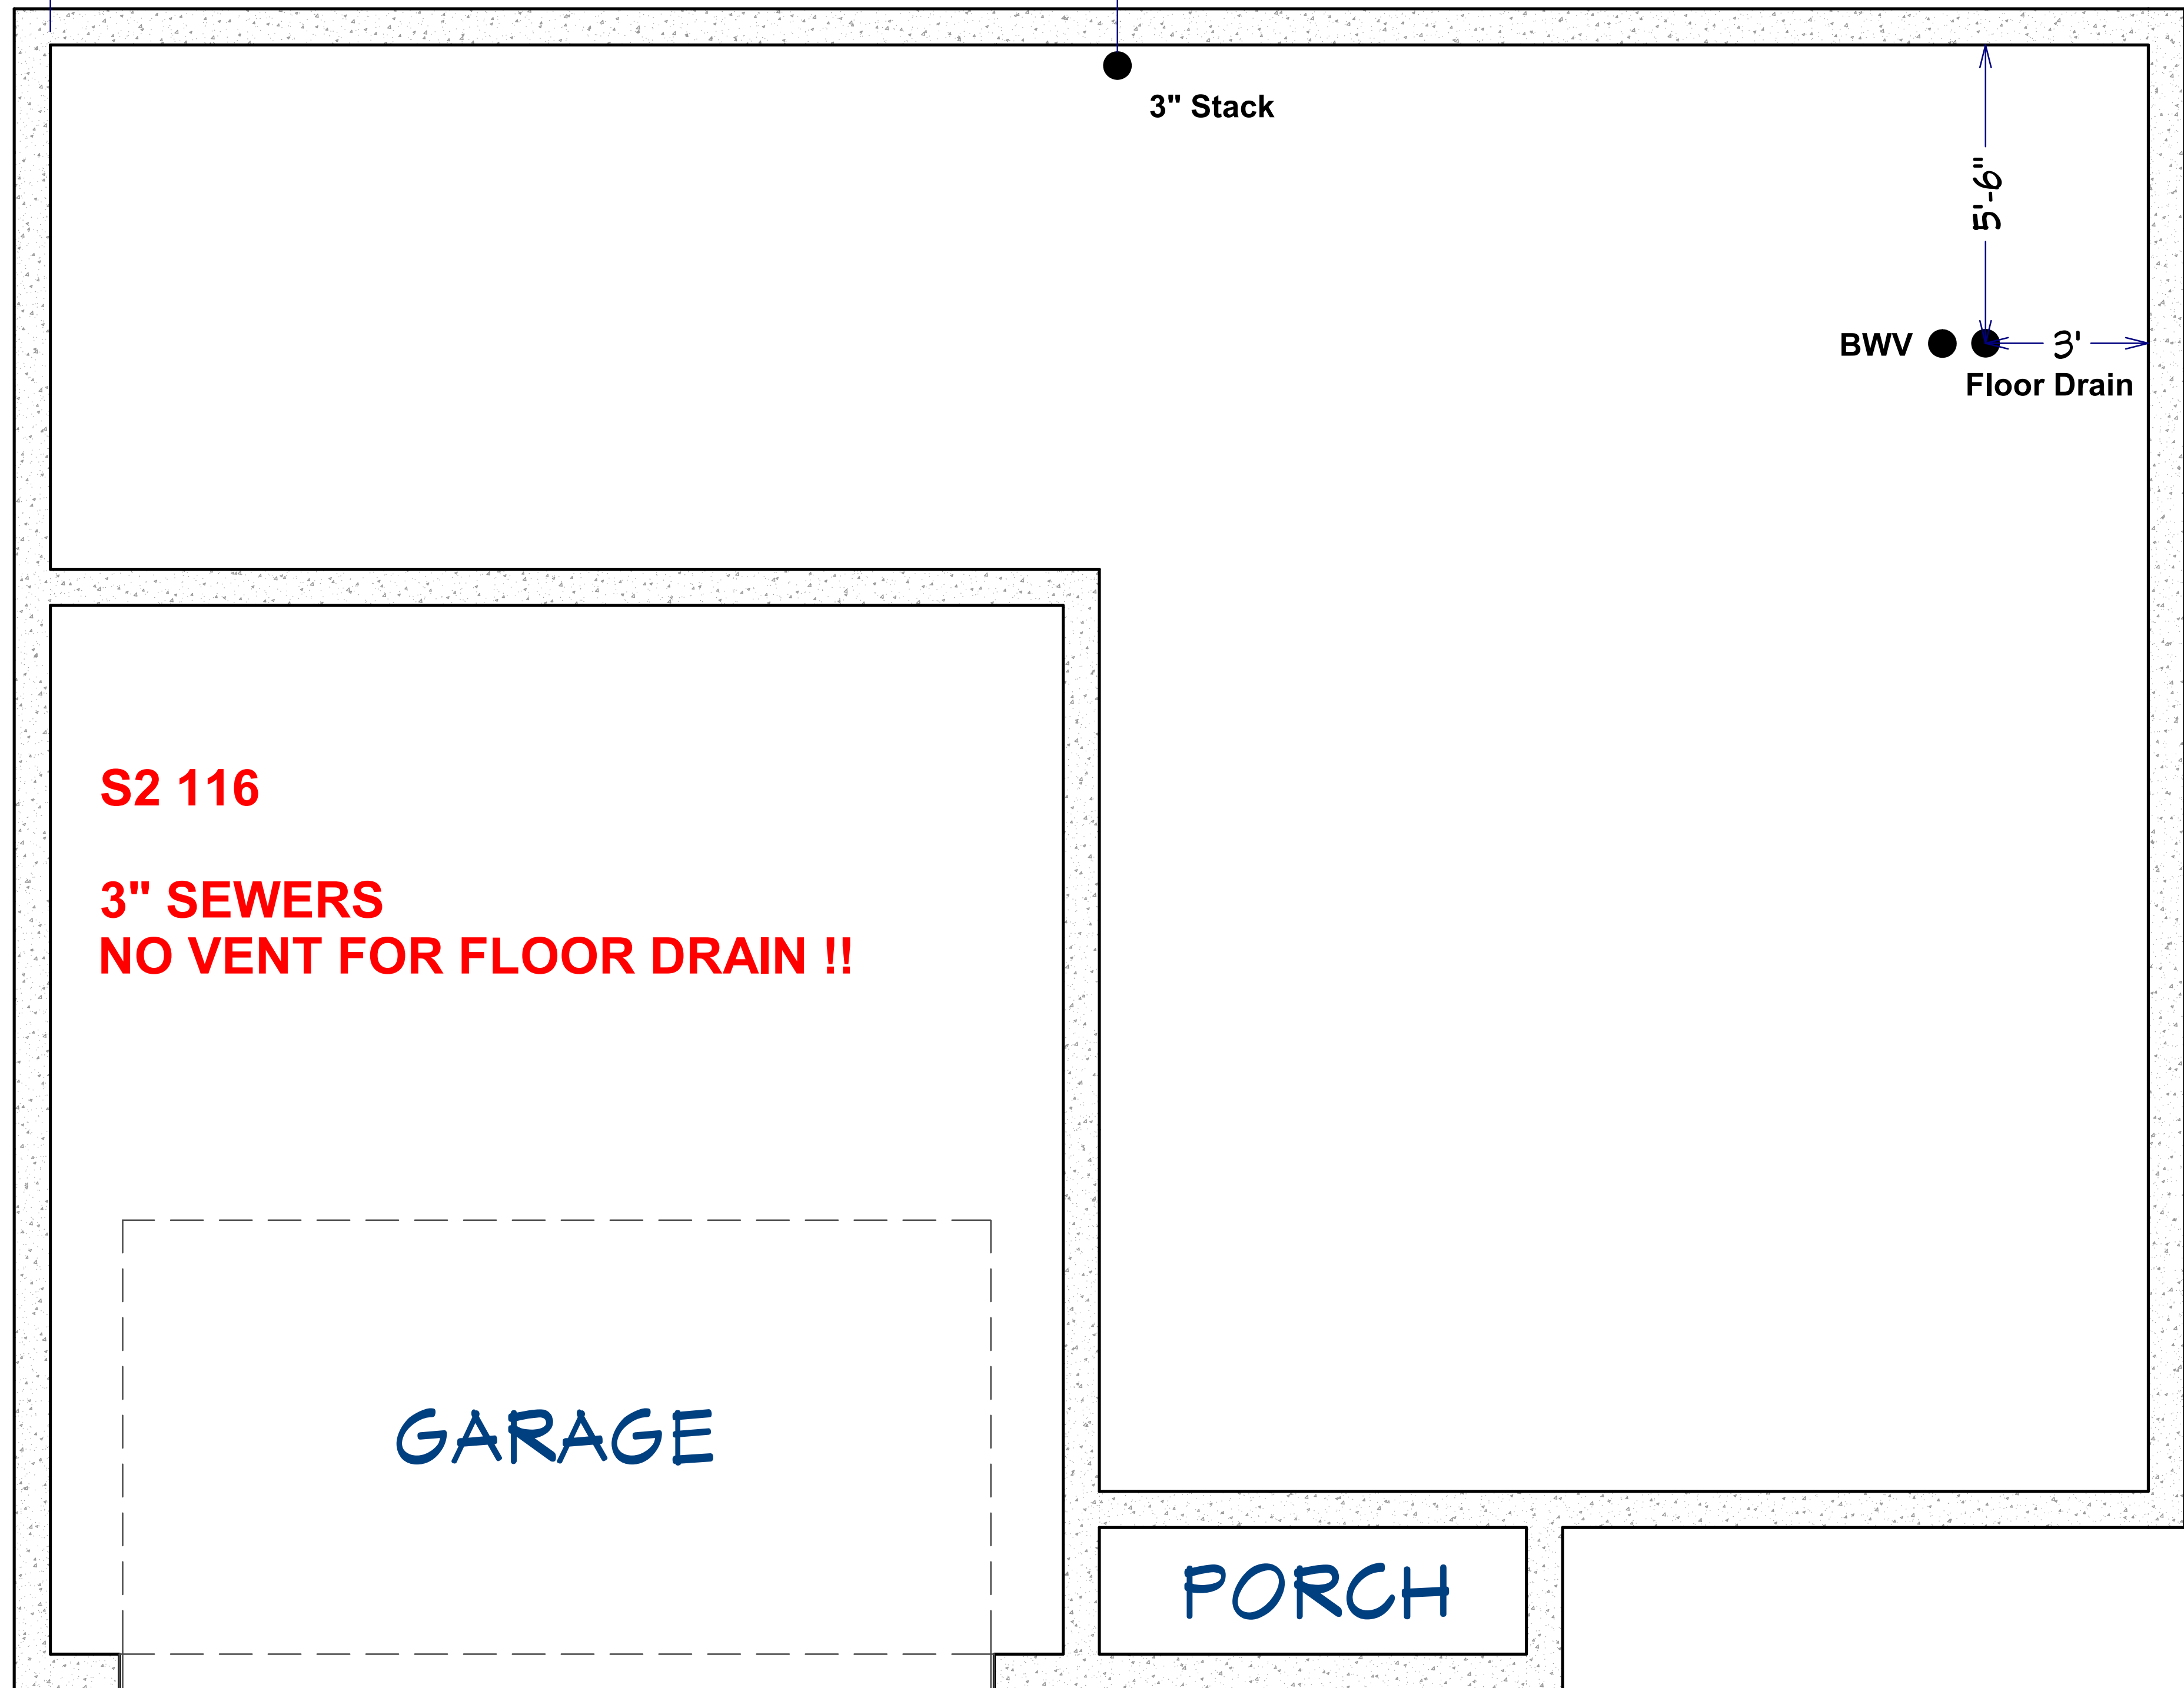 3" Stack
5'-6"
BWV
3'
Floor Drain
S2 116
3" SEWERS
NO VENT FOR FLOOR DRAIN !!
GARAGE
PORCH